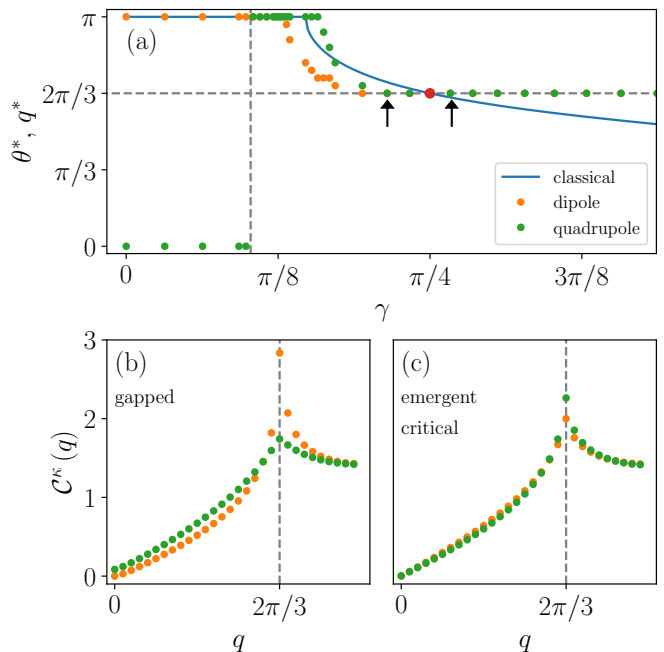 (a)
π
2π/3
π/3
0
θ*, q*
classical
dipole
quadrupole
0
π/8
π/4
3π/8
γ
(b)
gapped
3
2
1
0
𝒞^κ(q)
0
2π/3
q
(c)
emergent
critical
0
2π/3
q